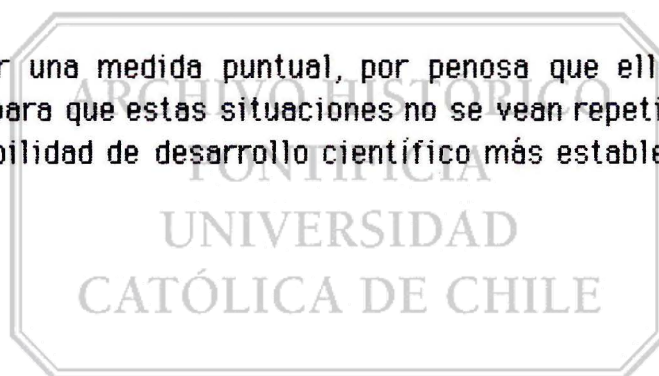 r una medida puntual, por penosa que ell
para que estas situaciones no se vean repeti
bilidad de desarrollo científico más estable
ARCHIVO HISTÓRICO
PONTIFICIA
UNIVERSIDAD
CATÓLICA DE CHILE